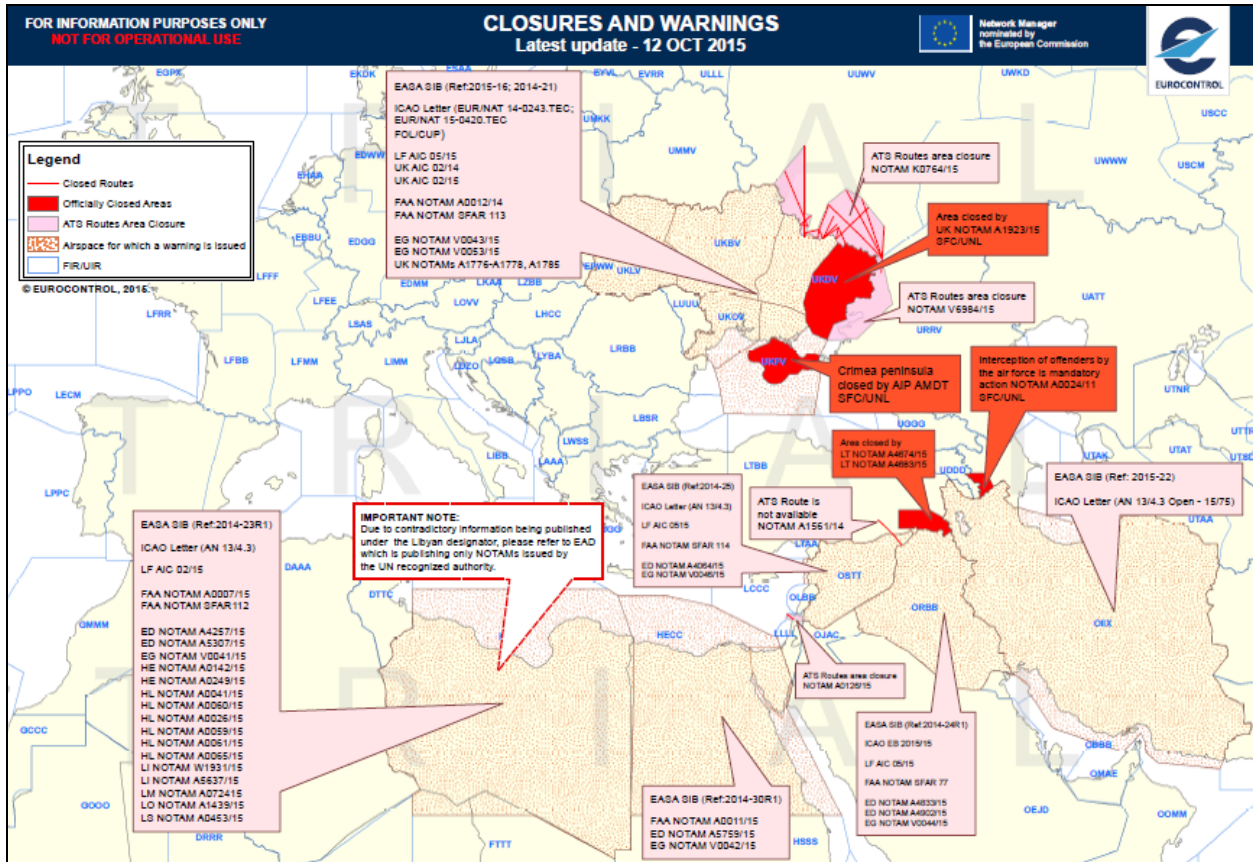 FOR INFORMATION PURPOSES ONLY
NOT FOR OPERATIONAL USE
CLOSURES AND WARNINGS
Latest update - 12 OCT 2015
Network Manager
nominated by
the European Commission
EUROCONTROL
Legend
Closed Routes
Officially Closed Areas
ATS Routes Area Closure
Airspace for which a warning is issued
FIR/UIR
© EUROCONTROL, 2015.
EASA SIB (Ref:2015-16; 2014-21)
ICAO Letter (EUR/NAT 14-0243.TEC;
EUR/NAT 15-0420.TEC
FOL/CUP)
LF AIC 05/15
UK AIC 02/14
UK AIC 02/15
FAA NOTAM A0012/14
FAA NOTAM SFAR 113
EG NOTAM V0043/15
EG NOTAM V0053/15
UK NOTAMs A1776-A1778, A1785
ATS Routes area closure
NOTAM K0764/15
Area closed by
UK NOTAM A1923/15
SFC/UNL
ATS Routes area closure
NOTAM V6984/15
Crimea peninsula
closed by AIP AMDT
SFC/UNL
Interception of offenders by
the air force is mandatory
action NOTAM A0024/11
SFC/UNL
Area closed by
LT NOTAM A4674/15
LT NOTAM A4683/15
EASA SIB (Ref:2014-25)
ICAO Letter (AN 13/4.3)
LF AIC 0515
FAA NOTAM SFAR 114
ED NOTAM A4064/15
EG NOTAM V0046/15
ATS Route is
not available
NOTAM A1561/14
EASA SIB (Ref: 2015-22)
ICAO Letter (AN 13/4.3 Open - 15/75)
IMPORTANT NOTE:
Due to contradictory information being published
under the Libyan designator, please refer to EAD
which is publishing only NOTAMs issued by
the UN recognized authority.
EASA SIB (Ref:2014-23R1)
ICAO Letter (AN 13/4.3)
LF AIC 02/15
FAA NOTAM A0007/15
FAA NOTAM SFAR112
ED NOTAM A4257/15
ED NOTAM A5307/15
EG NOTAM V0041/15
HE NOTAM A0142/15
HE NOTAM A0249/15
HL NOTAM A0041/15
HL NOTAM A0060/15
HL NOTAM A0026/15
HL NOTAM A0059/15
HL NOTAM A0061/15
HL NOTAM A0065/15
LI NOTAM W1931/15
LI NOTAM A5637/15
LM NOTAM A072415
LO NOTAM A1439/15
LS NOTAM A0453/15
ATS Routes area closure
NOTAM A0126/15
EASA SIB (Ref:2014-30R1)
FAA NOTAM A0011/15
ED NOTAM A5759/15
EG NOTAM V0042/15
EASA SIB (Ref:2014-24R1)
ICAO EB 2015/15
LF AIC 05/15
FAA NOTAM SFAR 77
ED NOTAM A4833/15
ED NOTAM A4902/15
EG NOTAM V0044/15
T R I A L
T R I A L
T R I A L
EGPX
EKDK
ESAA
EYVL
EVRR
ULLL
UUWV
UWKD
USCC
UMKK
UMMV
UWWW
USCM
EDWW
EHAA
EBBU
EDGG
LFFF
EDMM
LKAA
LZBB
UKLV
UKBV
UKDV
UKOV
UKFV
LUUU
LFEE
LOVV
LHCC
LFRR
LSAS
LJLA
LDZO
LQSB
LYBA
LRBB
LFBB
LFMM
LIMM
LPPO
LECM
LBSR
LWSS
LIBB
LAAA
LPPC
LTBB
UGGG
UDDD
URRV
UATT
UTNR
UTTR
UTAK
UTAT
UTAA
LTAA
LCCC
OSTT
OLBB
LLLL
OJAC
ORBB
OIIX
DAAA
DTTC
HECC
GMMM
GCCC
GOOO
DRRR
FTTT
HSSS
OEJD
OBBB
OMAE
OOMM